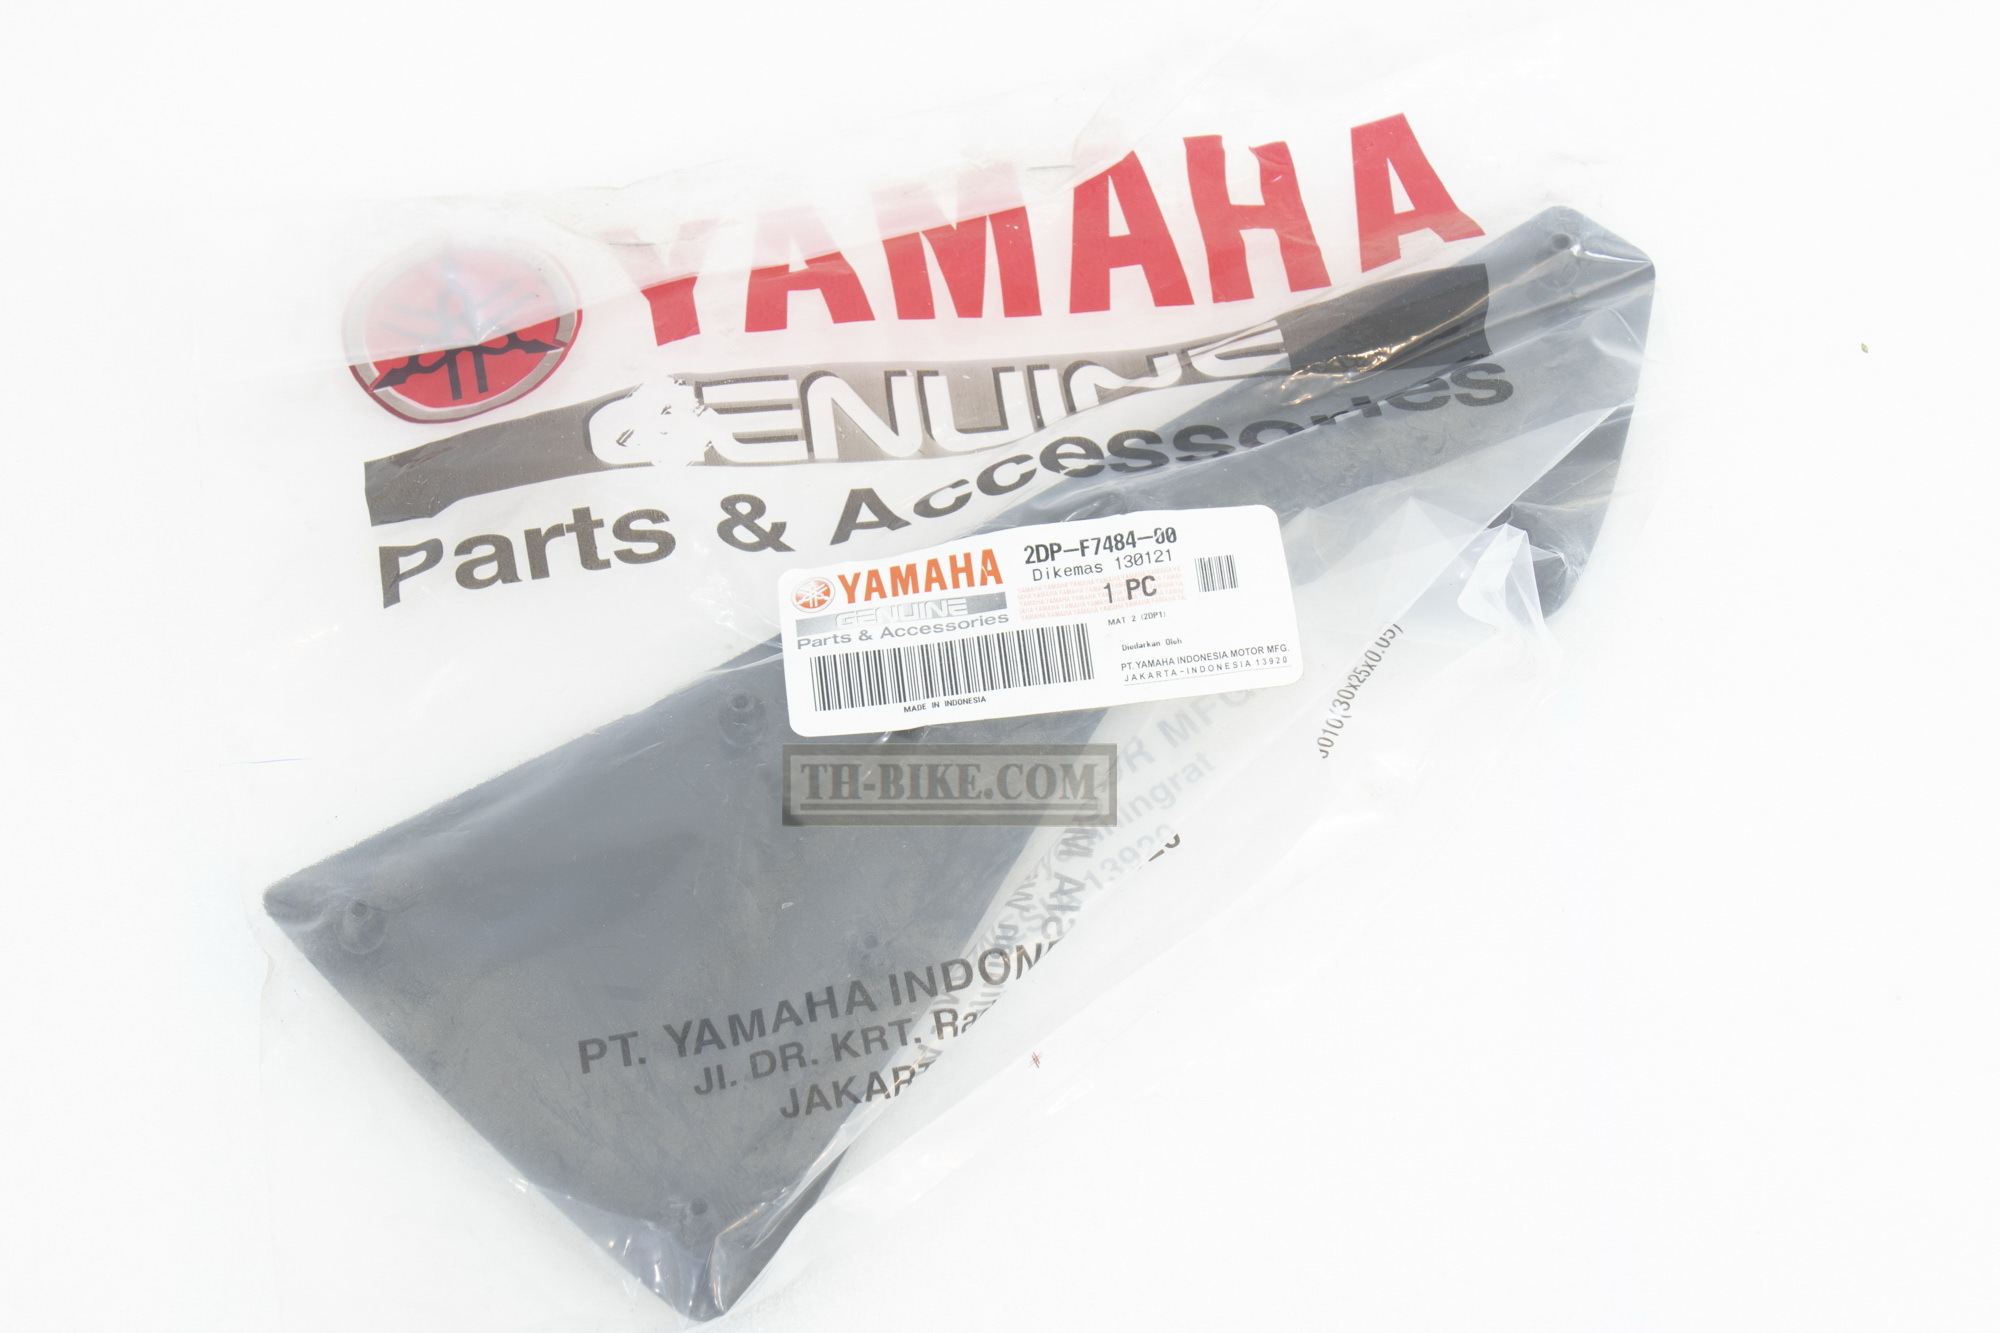 YAMAHA
GENUINE
Parts & Accessories
YAMAHA
GENUINE
Parts & Accessories
MADE IN INDONESIA
2DP-F7484-00
Dikemas 130121
1 PC
MAT 2 (2DP1)
Diedarkan Oleh
PT. YAMAHA INDONESIA MOTOR MFG.
JAKARTA-INDONESIA 13920
TH-BIKE.COM
(30x25x0.05)
PT. YAMAHA INDON
Jl. DR. KRT.
JAKAR